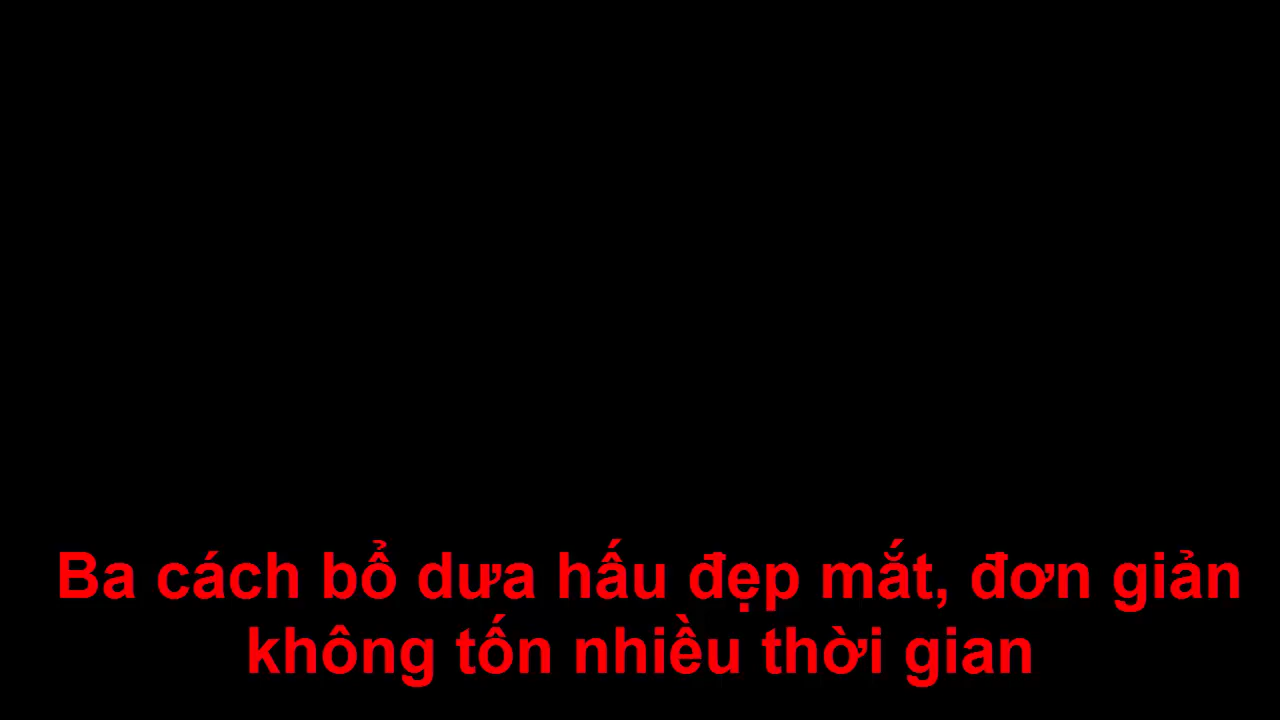 Ba cách bổ dưa hấu đẹp mắt, đơn giản
không tốn nhiều thời gian